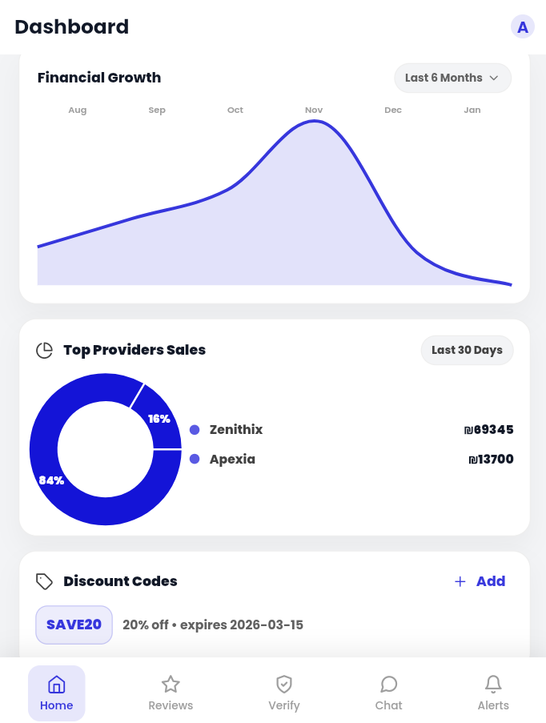 Dashboard
A
Financial Growth
Last 6 Months
Aug Sep Oct Nov Dec Jan
Top Providers Sales
Last 30 Days
16%
84%
Zenithix ₪69345
Apexia ₪13700
Discount Codes
+ Add
SAVE20 20% off • expires 2026-03-15
Home Reviews Verify Chat Alerts